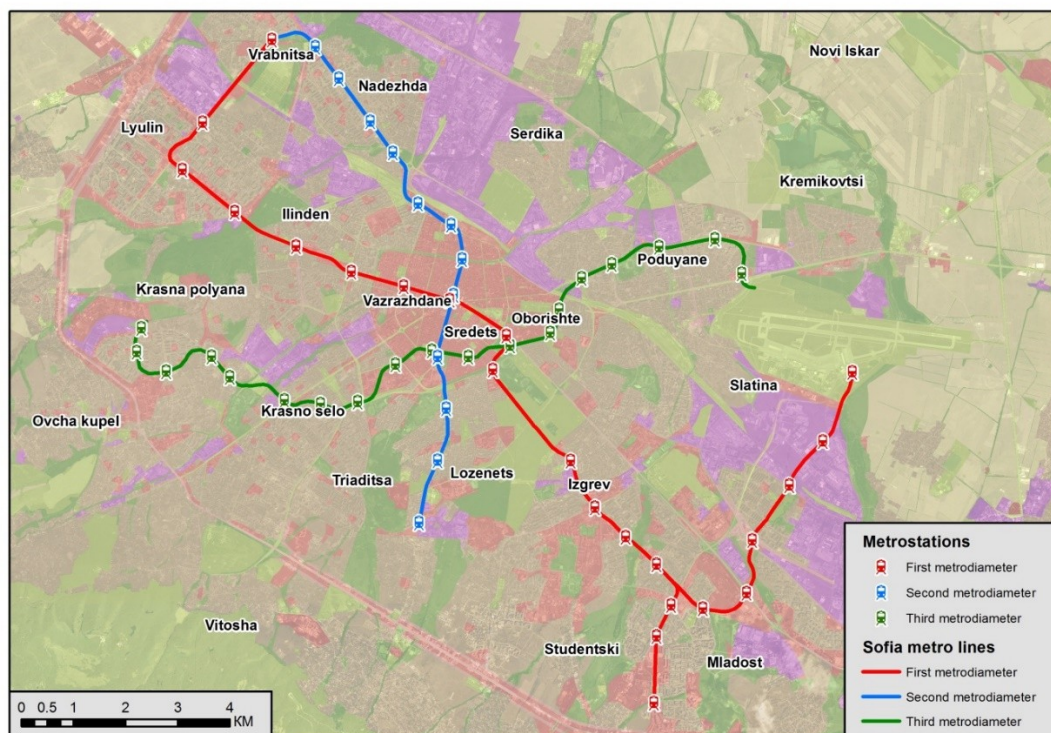 Novi Iskar
Vrabnitsa
Nadezhda
Lyulin
Serdika
Kremikovtsi
Ilinden
Poduyane
Krasna polyana
Vazrazhdane
Oborishte
Sredets
Slatina
Krasno selo
Ovcha kupel
Triaditsa
Lozenets
Izgrev
Vitosha
Studentski
Mladost
Metrostations
First metrodiameter
Second metrodiameter
Third metrodiameter
Sofia metro lines
First metrodiameter
Second metrodiameter
Third metrodiameter
0 0.5 1 2 3 4
KM